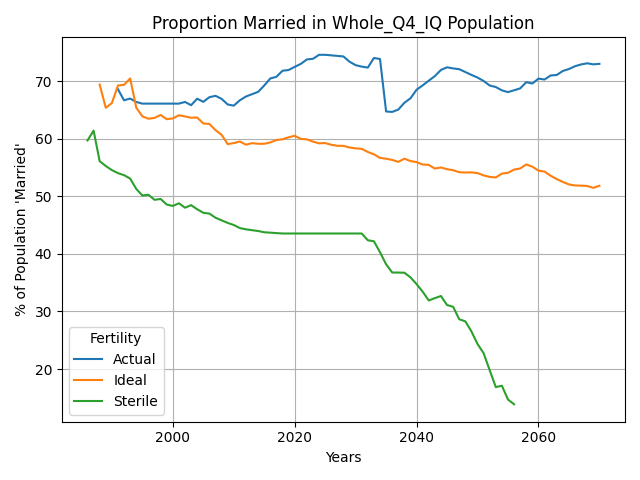 Proportion Married in Whole_Q4_IQ Population
% of Population 'Married'
70
60
50
40
30
20
Fertility
Actual
Ideal
Sterile
2000 2020 2040 2060
Years